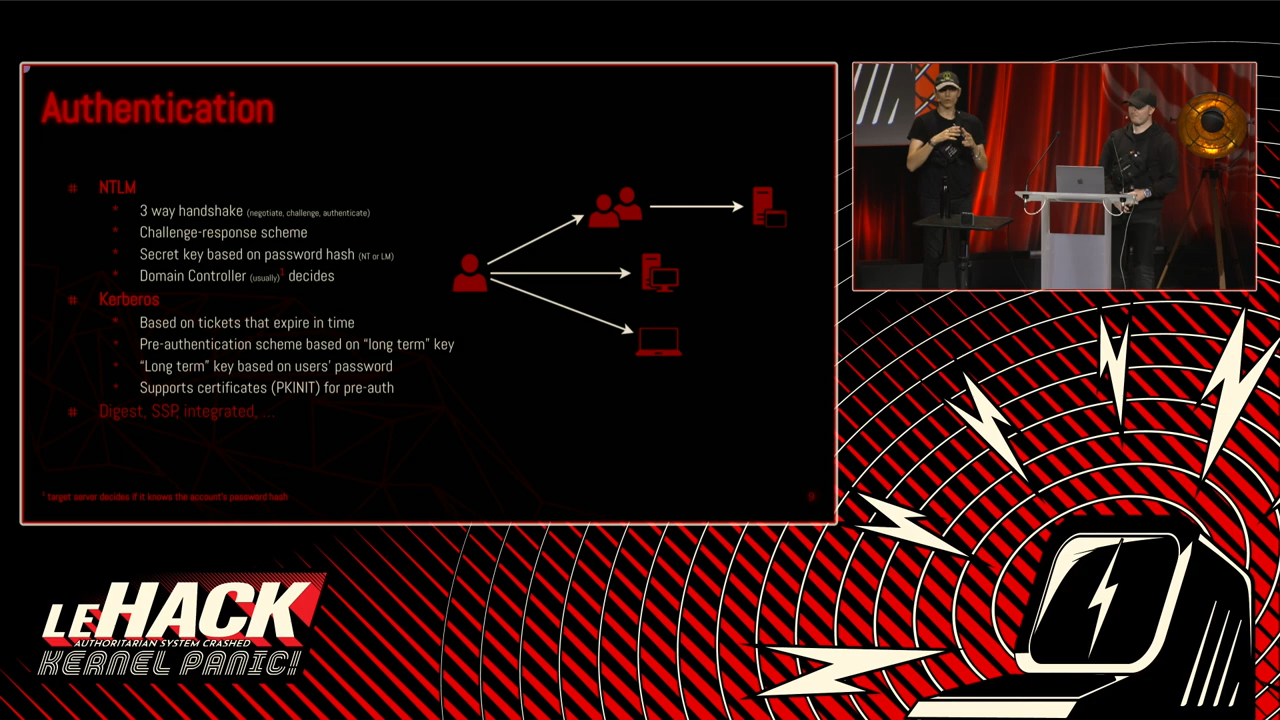 Authentication
# NTLM
* 3 way handshake (negotiate, challenge, authenticate)
* Challenge-response scheme
* Secret key based on password hash (NT or LM)
* Domain Controller (usually)¹ decides
# Kerberos
* Based on tickets that expire in time
* Pre-authentication scheme based on “long term” key
* “Long term” key based on users’ password
* Supports certificates (PKINIT) for pre-auth
# Digest, SSP, integrated, ...
¹ target server decides if it knows the account's password hash
9
LEHACK
AUTHORITARIAN SYSTEM CRASHED
KERNEL PANIC!